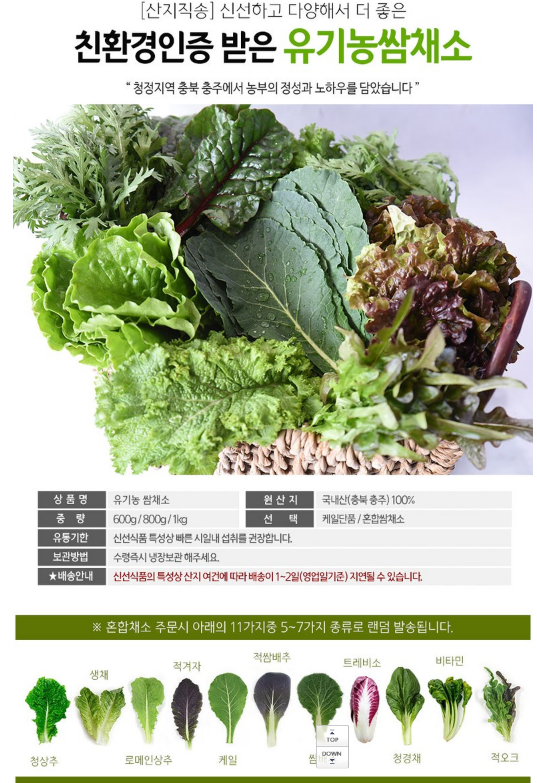 [산지직송] 신선하고 다양해서 더 좋은
친환경인증 받은 유기농쌈채소
“ 청정지역 충북 충주에서 농부의 정성과 노하우를 담았습니다 ”
상품명 유기농 쌈채소 원산지 국내산(충북 충주) 100%
중 량 600g / 800g / 1kg 선 택 케일단품 / 혼합쌈채소
유통기한 신선식품 특성상 빠른 시일내 섭취를 권장합니다.
보관방법 수령즉시 냉장보관 해주세요.
★배송안내 신선식품의 특성상 산지 여건에 따라 배송이 1~2일(영업일기준) 지연될 수 있습니다.
※ 혼합채소 주문시 아래의 11가지중 5~7가지 종류로 랜덤 발송됩니다.
생채 적겨자 적쌈배추 트레비소 비타민
청상추 로메인상추 케일 청경채 적오크
TOP
DOWN